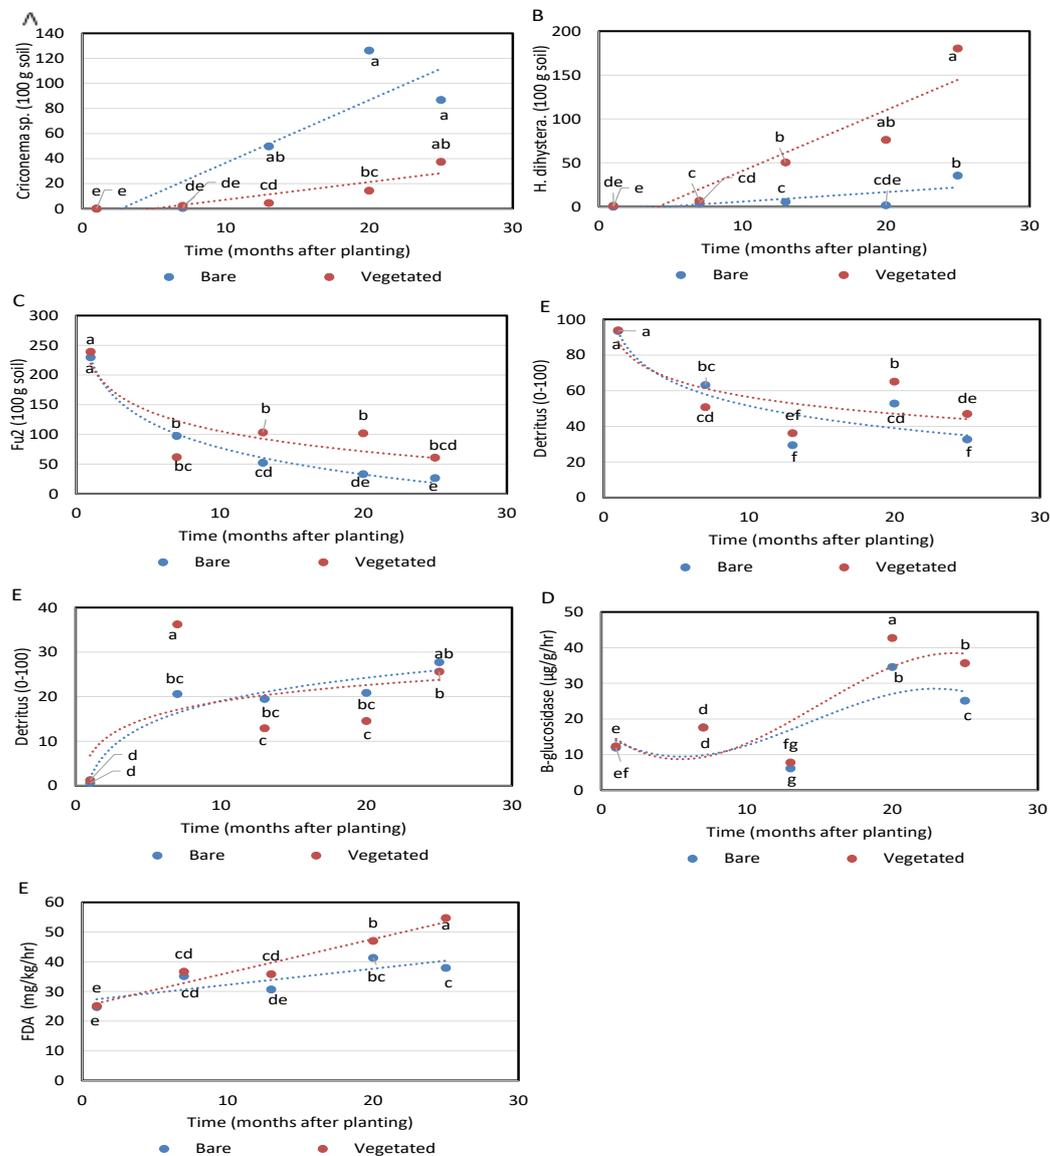 A
Criconema sp. (100 g soil)
140
120
100
80
60
40
20
0
0 10 20 30
e e de de ab cd a bc a ab
Time (months after planting)
Bare Vegetated
B
H. dihystera. (100 g soil)
200
150
100
50
0
0 10 20 30
de e c cd b c ab cde a b
Time (months after planting)
Bare Vegetated
C
Fu2 (100 g soil)
300
250
200
150
100
50
0
0 10 20 30
a a b bc b cd b de bcd e
Time (months after planting)
Bare Vegetated
E
Detritus (0-100)
100
80
60
40
20
0
0 10 20 30
a a bc cd ef f b cd de f
Time (months after planting)
Bare Vegetated
E
Detritus (0-100)
40
30
20
10
0
0 10 20 30
d d a bc bc c bc c ab b
Time (months after planting)
Bare Vegetated
D
B-glucosidase (µg/g/hr)
50
40
30
20
10
0
0 10 20 30
e ef d d fg g a b b c
Time (months after planting)
Bare Vegetated
E
FDA (mg/kg/hr)
60
50
40
30
20
10
0
0 10 20 30
e e cd cd cd de b bc a c
Time (months after planting)
Bare Vegetated